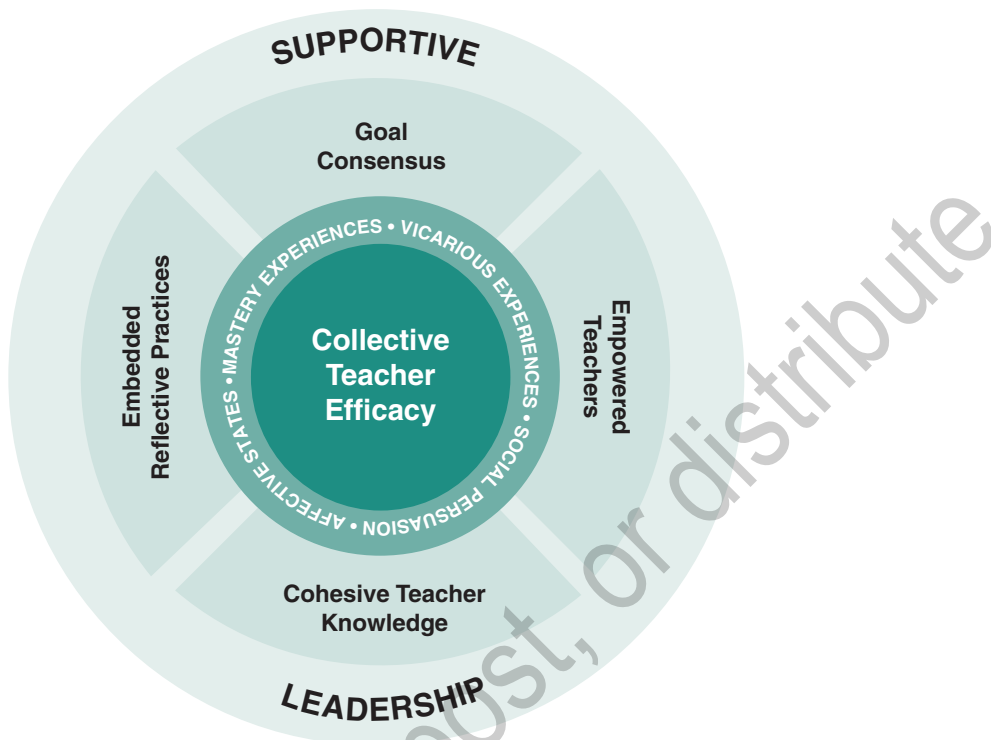 SUPPORTIVE
Goal
Consensus
Embedded
Reflective Practices
MASTERY EXPERIENCES • VICARIOUS EXPERIENCES • SOCIAL PERSUASION • AFFECTIVE STATES •
Collective
Teacher
Efficacy
Empowered
Teachers
Cohesive Teacher
Knowledge
LEADERSHIP
post, or distribute